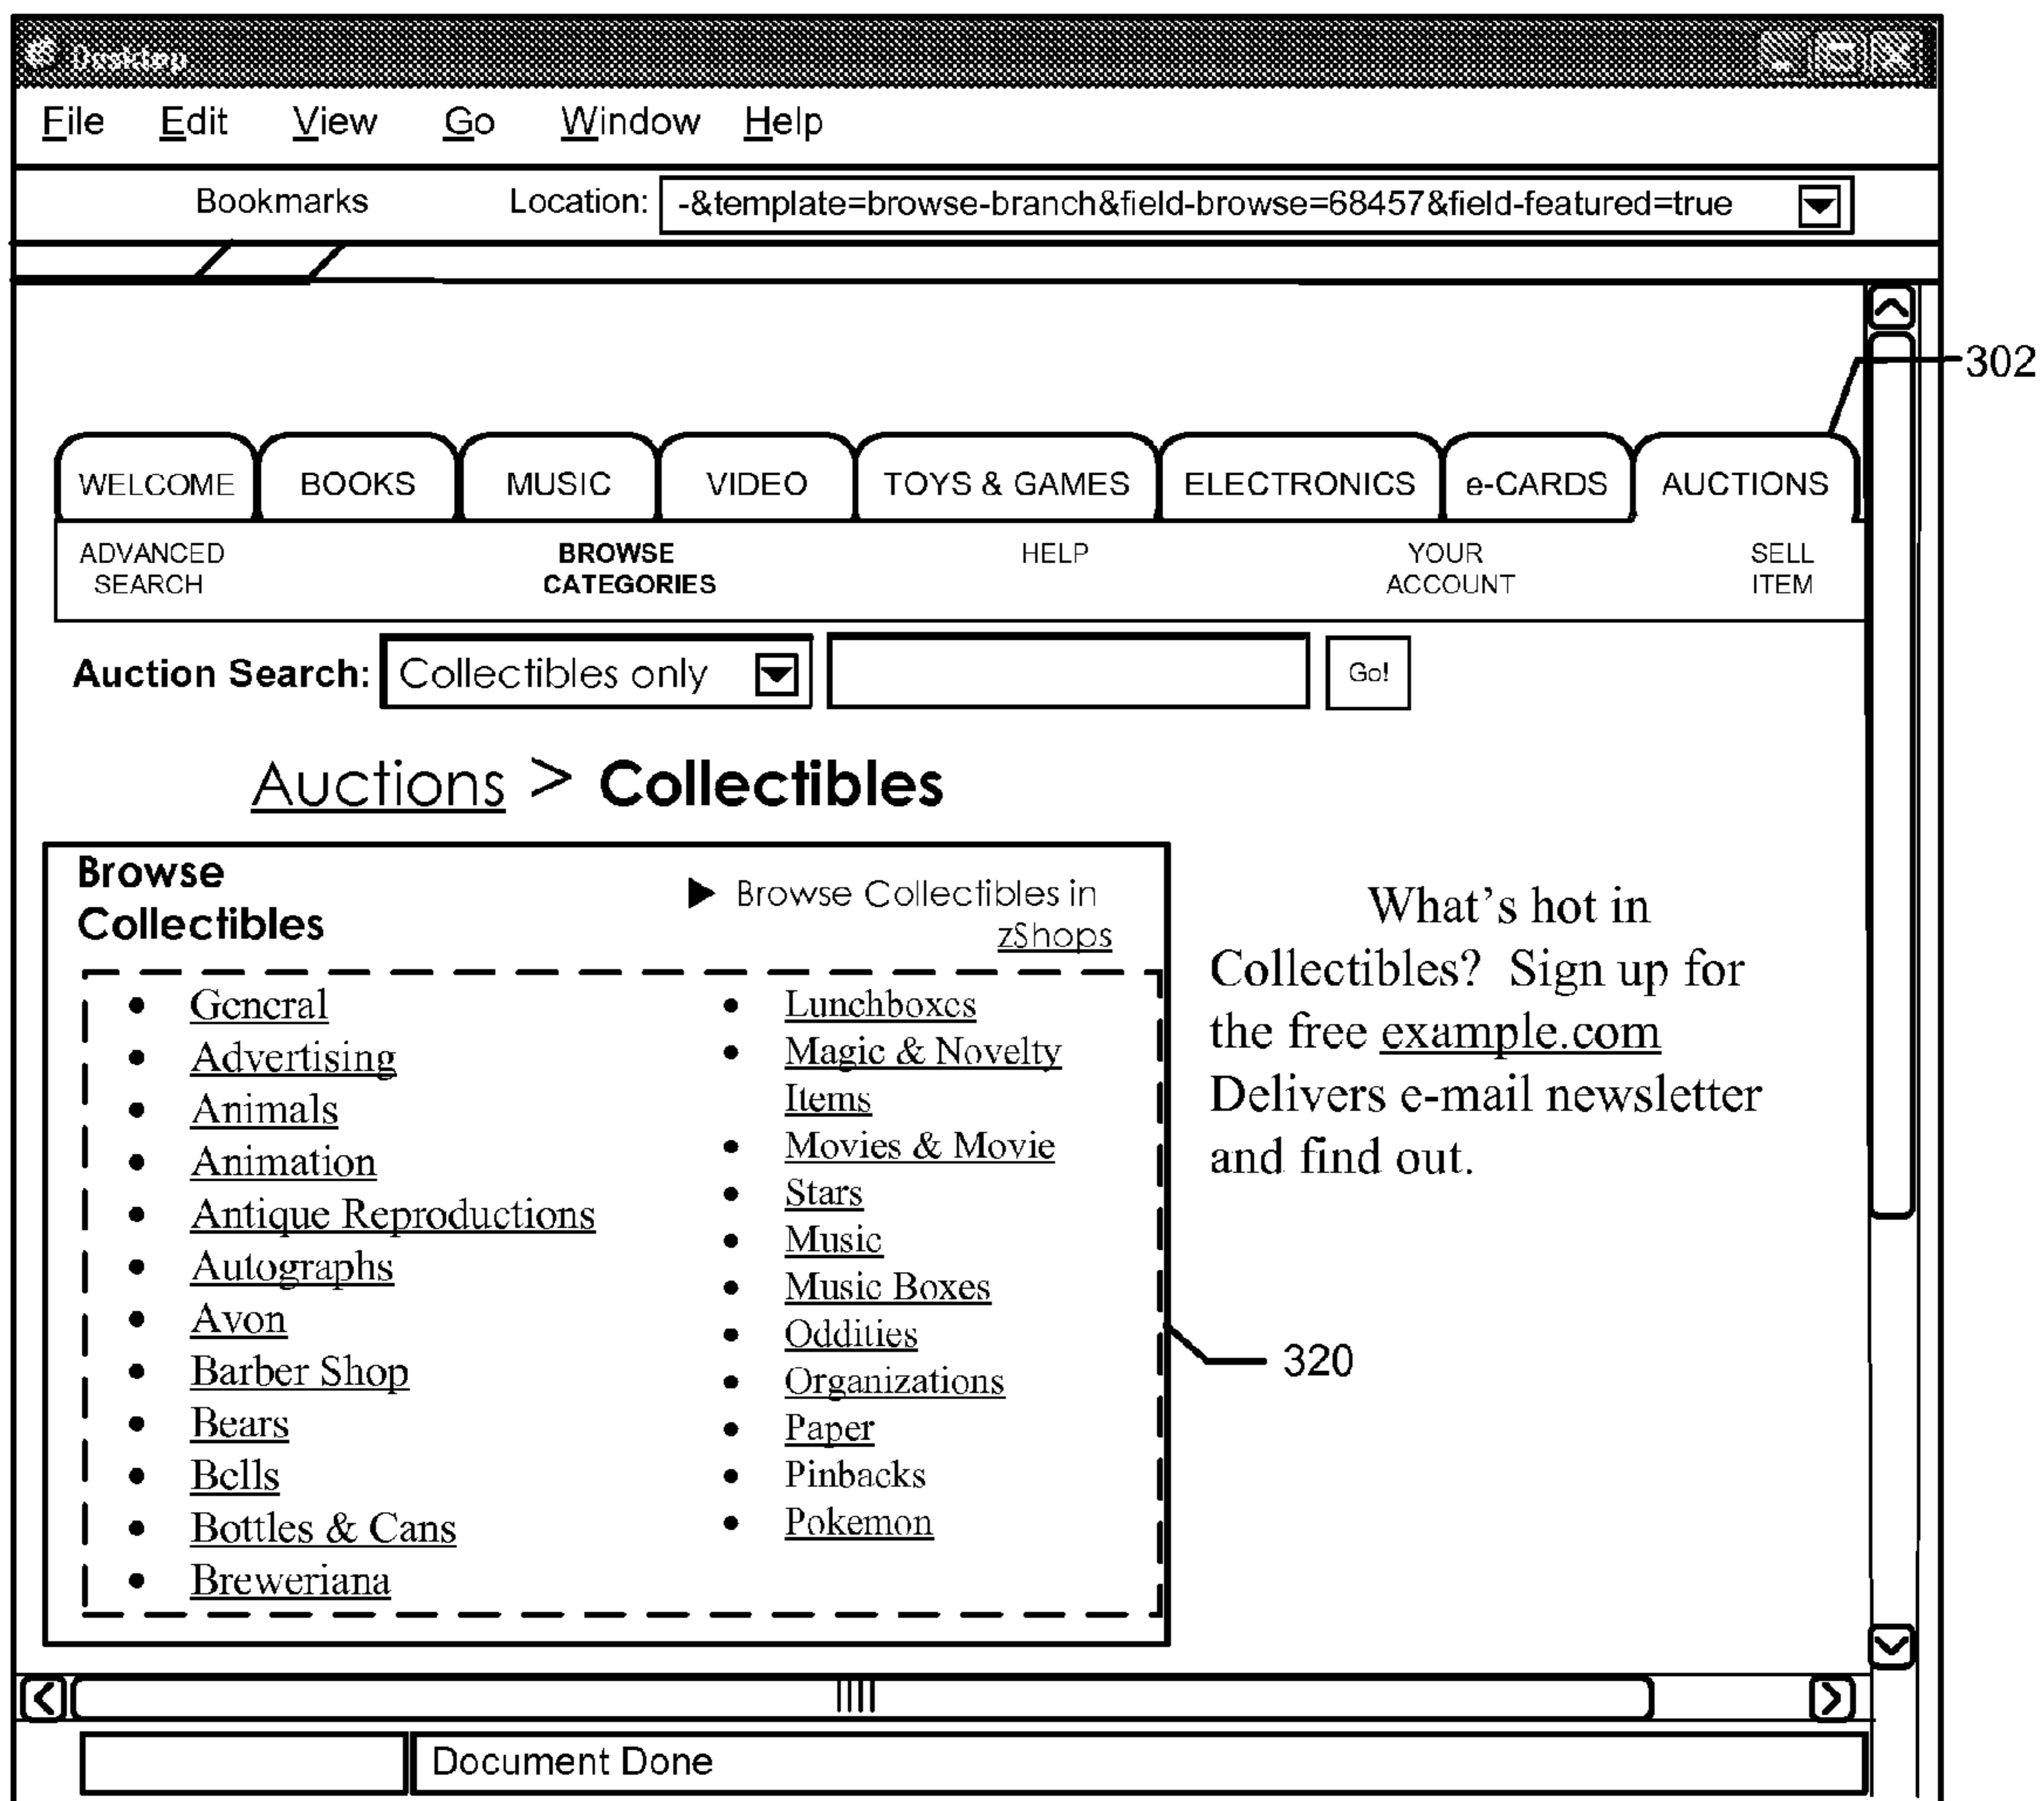 Desktop
File Edit View Go Window Help
Bookmarks Location: -&template=browse-branch&field-browse=68457&field-featured=true
302
WELCOME BOOKS MUSIC VIDEO TOYS & GAMES ELECTRONICS e-CARDS AUCTIONS
ADVANCED BROWSE HELP YOUR SELL
SEARCH CATEGORIES ACCOUNT ITEM
Auction Search: Collectibles only Go!
Auctions > Collectibles
Browse
Collectibles
▶ Browse Collectibles in
zShops
• General
• Advertising
• Animals
• Animation
• Antique Reproductions
• Autographs
• Avon
• Barber Shop
• Bears
• Bells
• Bottles & Cans
• Breweriana
• Lunchboxes
• Magic & Novelty
Items
• Movies & Movie
• Stars
• Music
• Music Boxes
• Oddities
• Organizations
• Paper
• Pinbacks
• Pokemon
What's hot in
Collectibles? Sign up for
the free example.com
Delivers e-mail newsletter
and find out.
320
Document Done